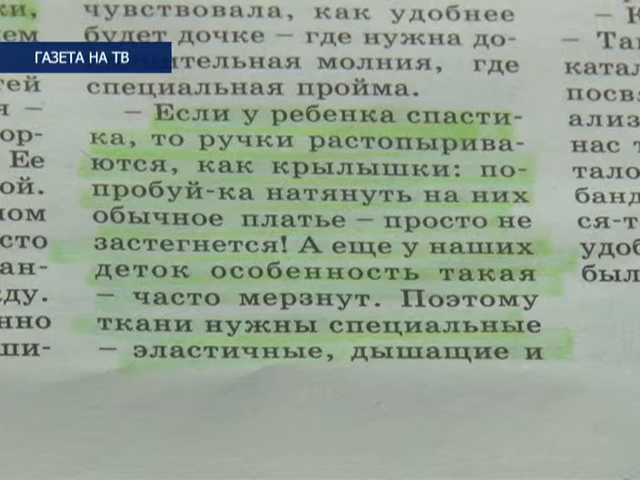 ГАЗЕТА НА ТВ
чувствовала, как удобнее
будет дочке – где нужна до-
ительная молния, где
специальная пройма.
– Если у ребенка спасти-
ка, то ручки растопырива-
ются, как крылышки: по-
пробуй-ка натянуть на них
обычное платье – просто не
застегнется! А еще у наших
деток особенность такая
– часто мерзнут. Поэтому
ткани нужны специальные
– эластичные, дышащие и